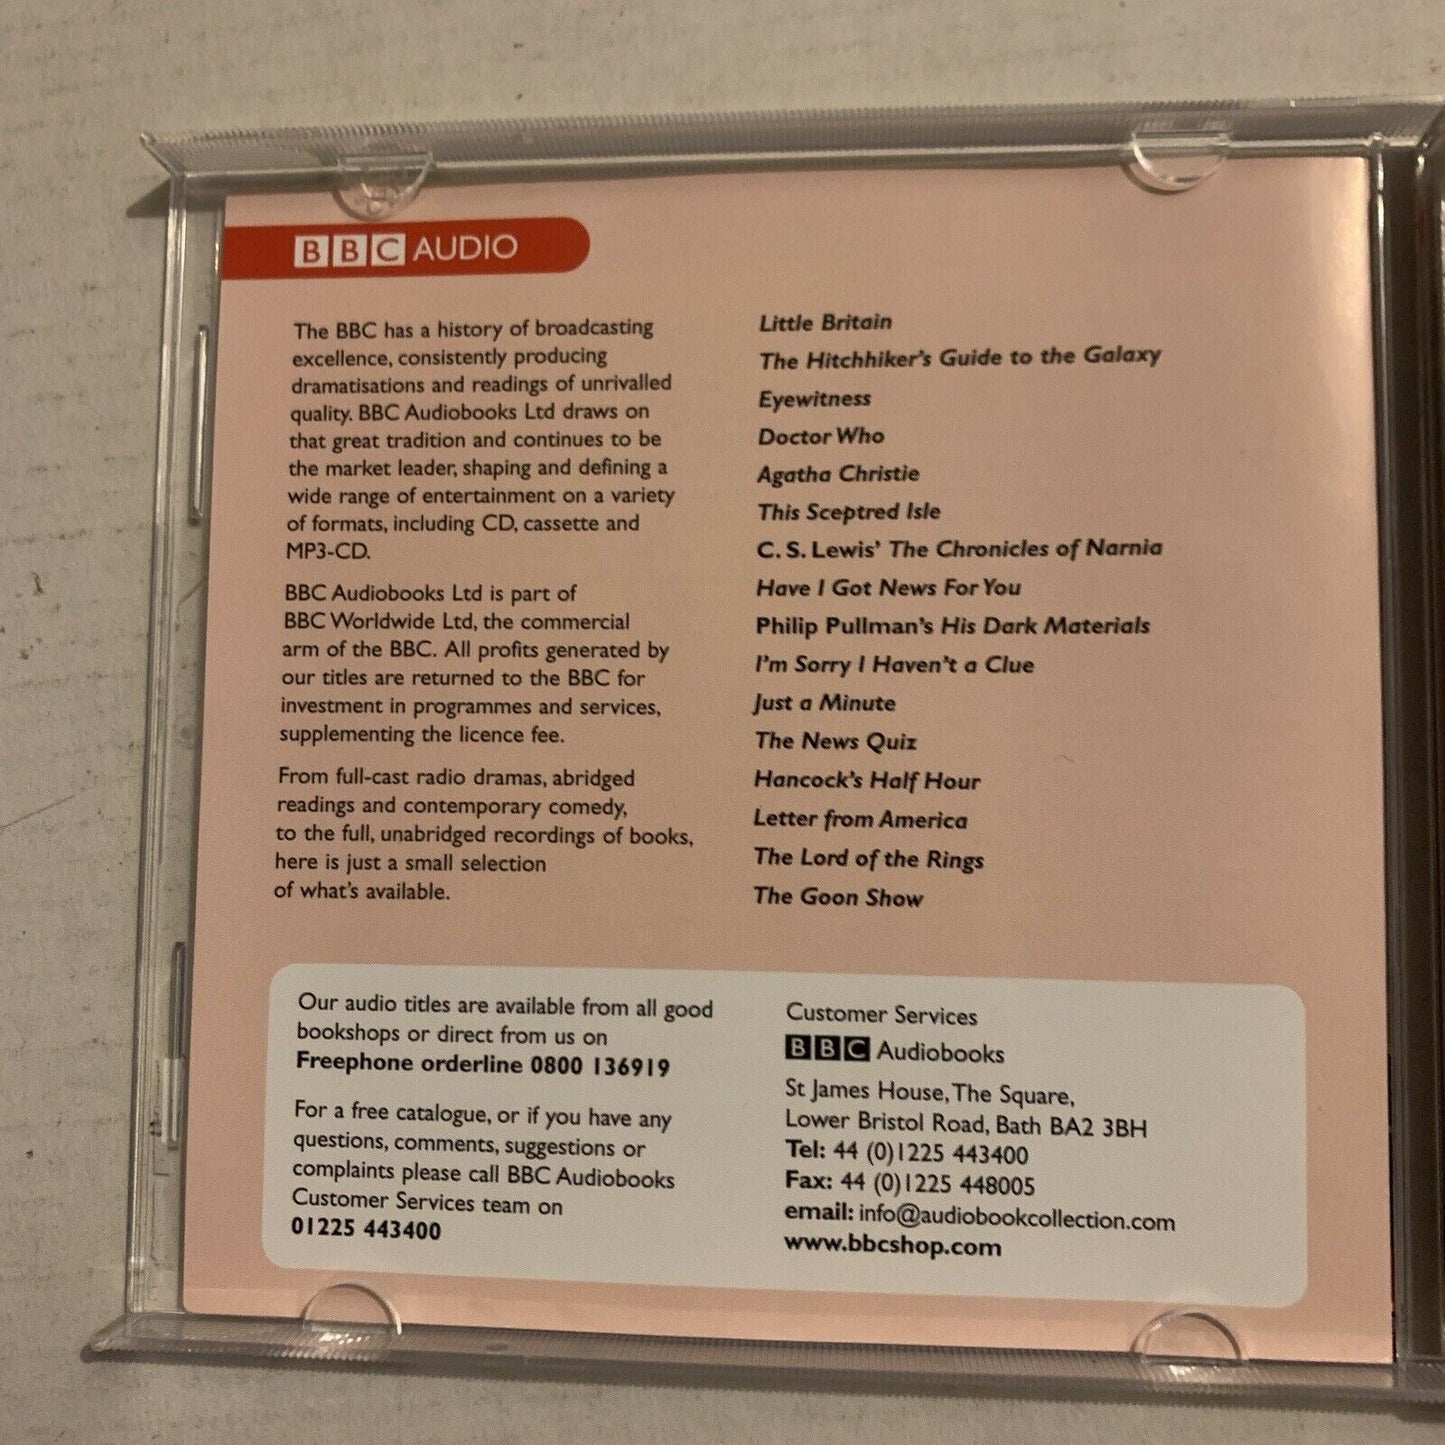 BBC AUDIO
The BBC has a history of broadcasting
excellence, consistently producing
dramatisations and readings of unrivalled
quality. BBC Audiobooks Ltd draws on
that great tradition and continues to be
the market leader, shaping and defining a
wide range of entertainment on a variety
of formats, including CD, cassette and
MP3-CD.
BBC Audiobooks Ltd is part of
BBC Worldwide Ltd, the commercial
arm of the BBC. All profits generated by
our titles are returned to the BBC for
investment in programmes and services,
supplementing the licence fee.
From full-cast radio dramas, abridged
readings and contemporary comedy,
to the full, unabridged recordings of books,
here is just a small selection
of what's available.
Little Britain
The Hitchhiker's Guide to the Galaxy
Eyewitness
Doctor Who
Agatha Christie
This Sceptred Isle
C. S. Lewis' The Chronicles of Narnia
Have I Got News For You
Philip Pullman's His Dark Materials
I'm Sorry I Haven't a Clue
Just a Minute
The News Quiz
Hancock's Half Hour
Letter from America
The Lord of the Rings
The Goon Show
Our audio titles are available from all good
bookshops or direct from us on
Freephone orderline 0800 136919
For a free catalogue, or if you have any
questions, comments, suggestions or
complaints please call BBC Audiobooks
Customer Services team on
01225 443400
Customer Services
BBC Audiobooks
St James House, The Square,
Lower Bristol Road, Bath BA2 3BH
Tel: 44 (0)1225 443400
Fax: 44 (0)1225 448005
email: info@audiobookcollection.com
www.bbcshop.com